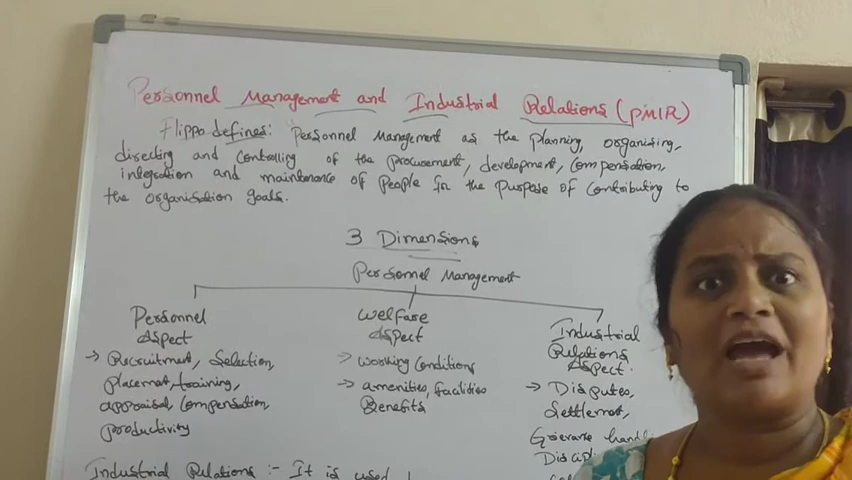 Personnel Management and Industrial Relations (PMIR)
Flippo defines: Personnel Management as the planning, organising,
directing and controlling of the procurement, development, compensation,
integration and maintenance of people for the purpose of contributing to
the organisation goals.
3 Dimensions
Personnel Management
Personnel
Aspect
→ Recruitment, Selection,
placement, training,
appraisal, compensation,
productivity
Welfare
Aspect
→ working conditions
→ amenities, facilities
Benefits
Industrial
Relations
Aspect.
→ Disputes,
Settlement,
Grievance
Industrial Relations :- It is used